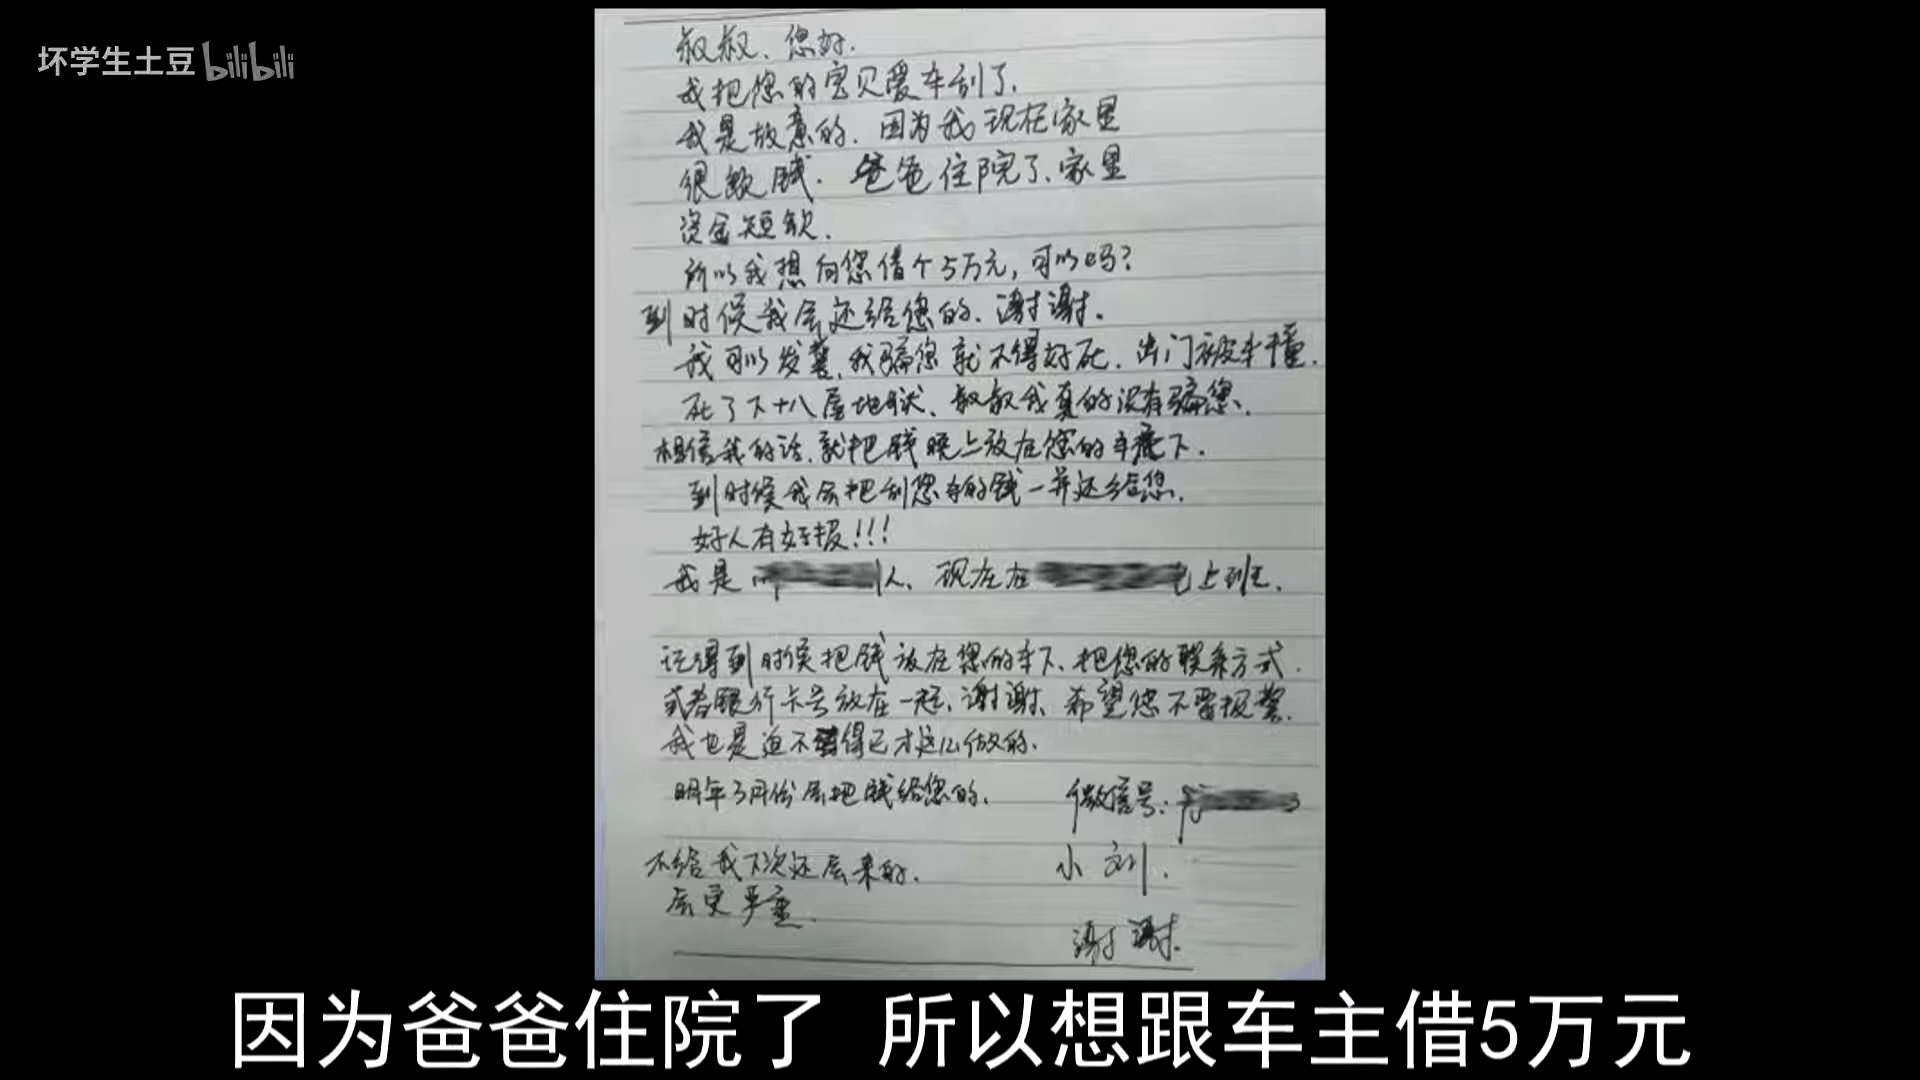 坏学生土豆 bilibili
叔叔、您好.
我把您的宝贝爱车刮了.
我是故意的. 因为我现在家里
很缺钱. 爸爸住院了、家里
资金短缺.
所以我想向您借个5万元, 可以吗?
到时候我会还给您的、谢谢.
我可以发誓, 我骗您就不得好死. 出门被车撞.
死了下十八层地狱、叔叔我真的没有骗您、
相信我的话、就把钱晚上放在您的车底下.
到时候我会把刮您车的钱一并还给您.
好人有好报!!!
我是 人、现在在 上班.
记得到时候把钱放在您的车下、把您的联系方式.
或者银行卡号放在一起、谢谢、希望您不要报警.
我也是迫不得已才这么做的.
明年3月份会把钱给您的.
微信号:
不给我下次还会来的.
小刘.
会更严重.
谢谢.
因为爸爸住院了 所以想跟车主借5万元